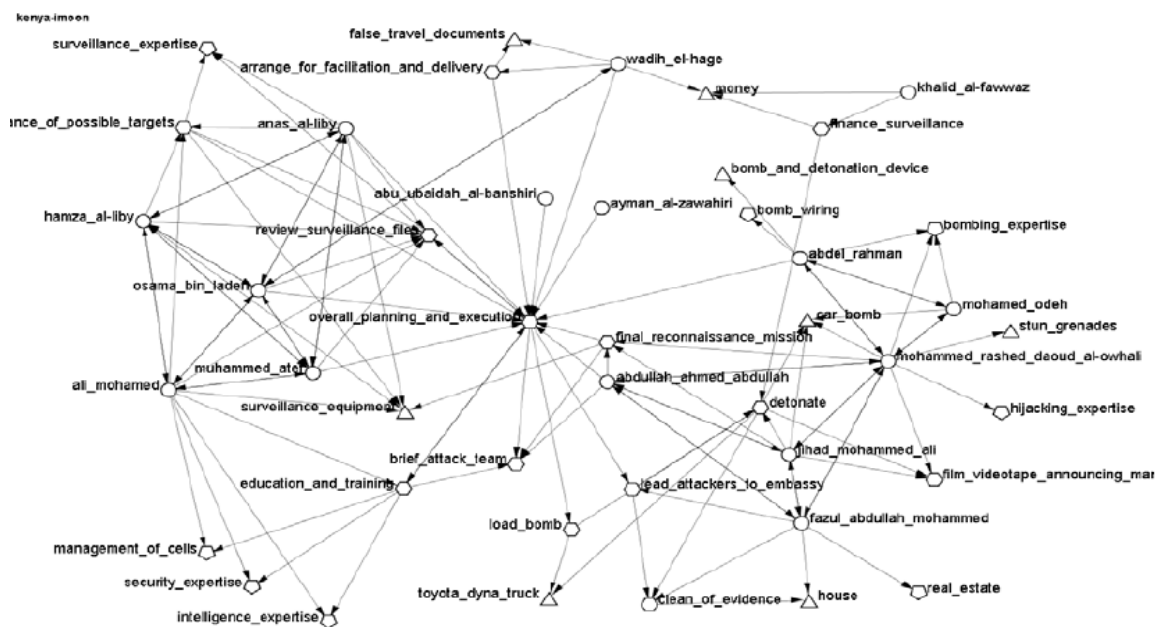 kenya-imoon
false_travel_documents
surveillance_expertise
wadih_el-hage
arrange_for_facilitation_and_delivery
money
khalid_al-fawwaz
ance_of_possible_targets
anas_al-liby
finance_surveillance
bomb_and_detonation_device
abu_ubaidah_al-banshiri
ayman_al-zawahiri
bomb_wiring
hamza_al-liby
review_surveillance_files
bombing_expertise
abdel_rahman
osama_bin_laden
mohamed_odeh
overall_planning_and_execution
car_bomb
stun_grenades
final_reconnaissance_mission
mohammed_rashed_daoud_al-owhali
muhammed_atef
ali_mohamed
abdullah_ahmed_abdullah
surveillance_equipment
detonate
hijacking_expertise
brief_attack_team
jihad_mohammed_ali
education_and_training
lead_attackers_to_embassy
film_videotape_announcing_mar
load_bomb
fazul_abdullah_mohammed
management_of_cells
security_expertise
toyota_dyna_truck
clean_of_evidence
house
real_estate
intelligence_expertise